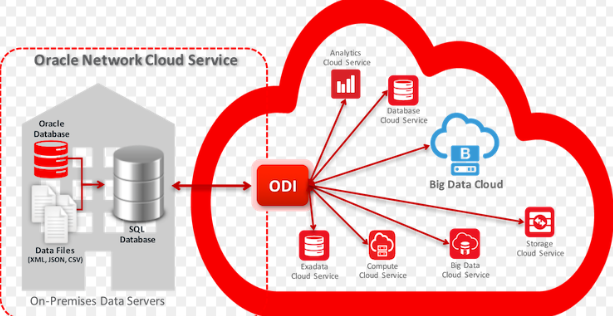 Oracle Network Cloud Service
Oracle
Database
Data Files
(XML, JSON, CSV)
SQL
Database
On-Premises Data Servers
ODI
Analytics
Cloud Service
Database
Cloud Service
B
Big Data Cloud
Storage
Cloud Service
Big Data
Cloud Service
Compute
Cloud Service
Exadata
Cloud Service